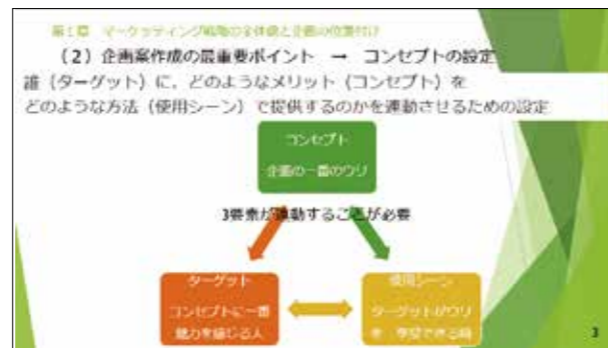 第1章 マーケッティング戦略の全体像と企画の位置付け
(2)企画案作成の最重要ポイント → コンセプトの設定
誰(ターゲット)に,どのようなメリット(コンセプト)を
どのような方法(使用シーン)で提供するのかを連動させるための設定
コンセプト
企画の一番のウリ
3要素が連動することが必要
ターゲット
コンセプトに一番
魅力を感じる人
使用シーン
ターゲットがウリ
を 享受できる時
3